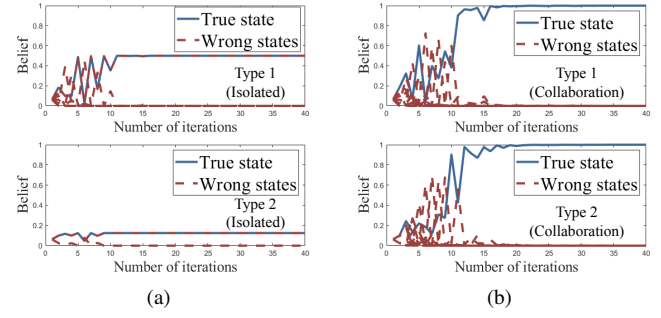 Belief
1
0.8
0.6
0.4
0.2
0
True state
Wrong states
Type 1
(Isolated)
0 5 10 15 20 25 30 35 40
Number of iterations
Belief
1
0.8
0.6
0.4
0.2
0
True state
Wrong states
Type 2
(Isolated)
0 5 10 15 20 25 30 35 40
Number of iterations
(a)
Belief
1
0.8
0.6
0.4
0.2
0
True state
Wrong states
Type 1
(Collaboration)
0 5 10 15 20 25 30 35 40
Number of iterations
Belief
1
0.8
0.6
0.4
0.2
0
True state
Wrong states
Type 2
(Collaboration)
0 5 10 15 20 25 30 35 40
Number of iterations
(b)